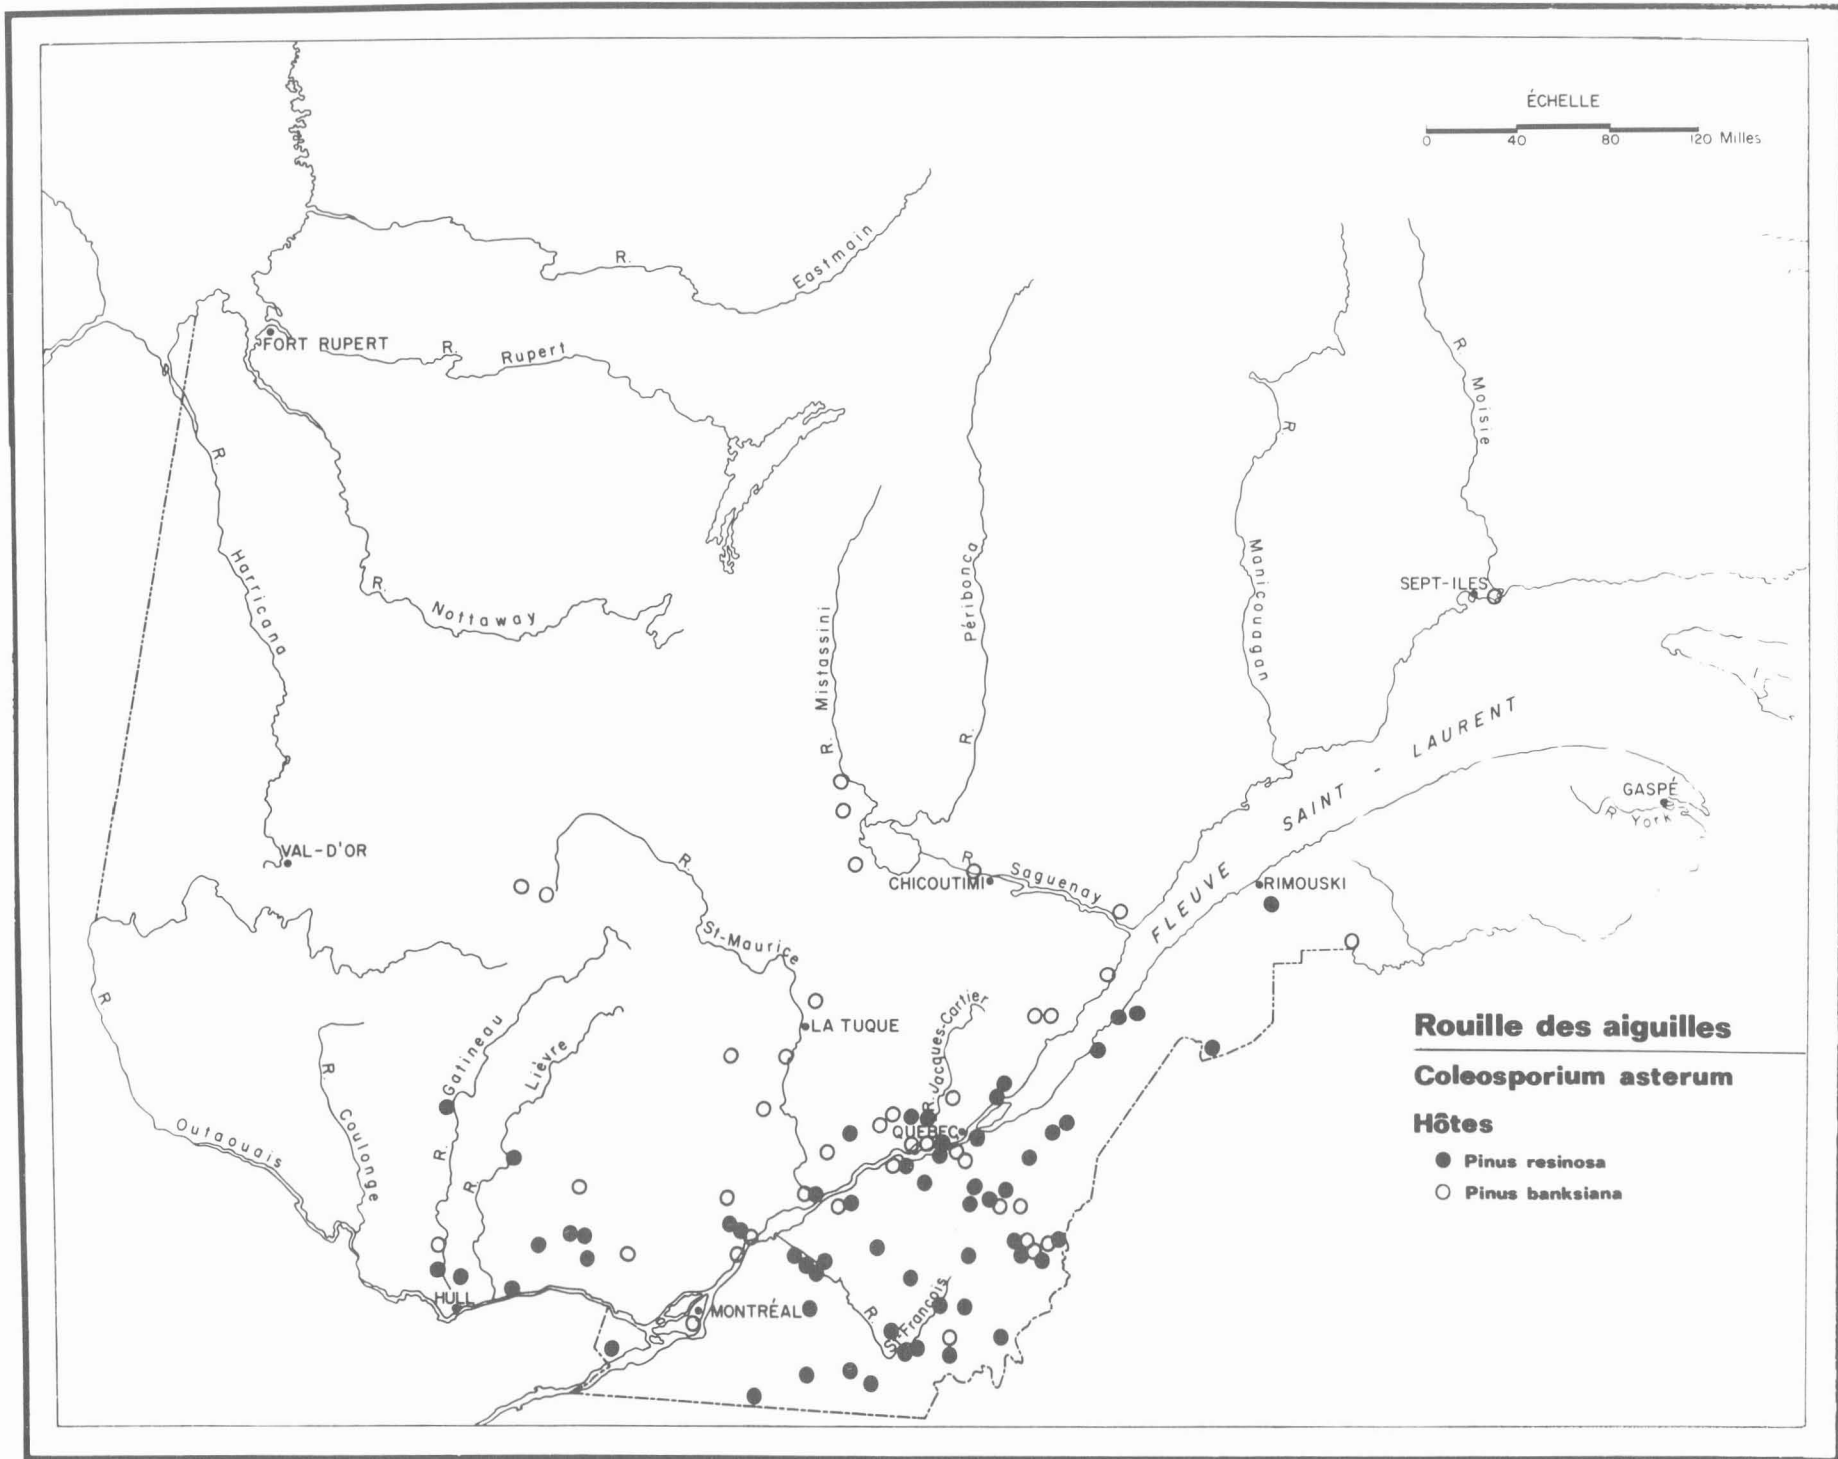 ÉCHELLE
0 40 80 120 Milles
R. Eastmain
FORT RUPERT
R. Rupert
R. Moisie
R. Manicouagan
R. Harricana
R. Nottaway
R. Mistassini
R. Péribonca
SEPT-ILES
FLEUVE SAINT - LAURENT
GASPÉ
R. York
VAL-D'OR
R. St-Maurice
CHICOUTIMI
R. Saguenay
RIMOUSKI
LA TUQUE
R. Jacques-Cartier
R. Gatineau
R. Lièvre
R. Coulonge
R. Outaouais
QUÉBEC
HULL
MONTRÉAL
R. St-François
Rouille des aiguilles
Coleosporium asterum
Hôtes
Pinus resinosa
Pinus banksiana